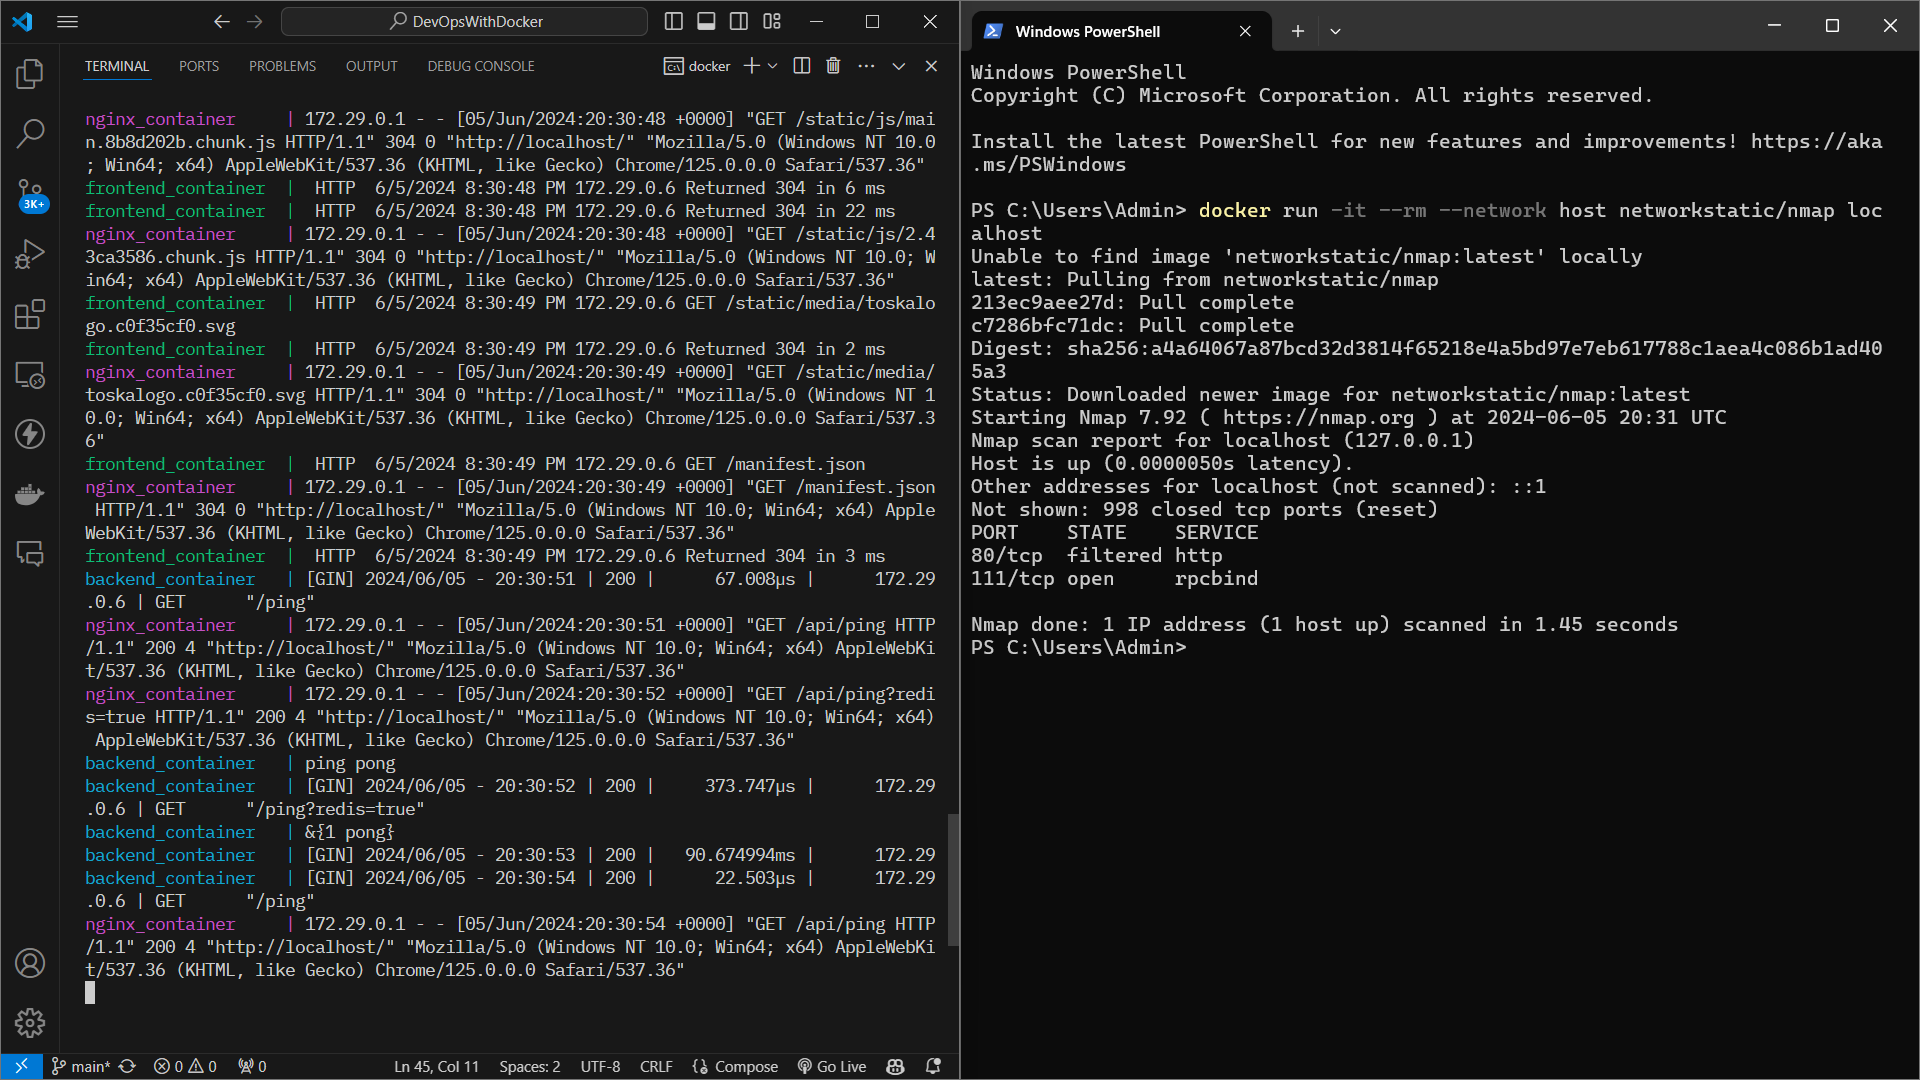 DevOpsWithDocker
TERMINAL PORTS PROBLEMS OUTPUT DEBUG CONSOLE docker
nginx_container | 172.29.0.1 - - [05/Jun/2024:20:30:48 +0000] "GET /static/js/mai
n.8b8d202b.chunk.js HTTP/1.1" 304 0 "http://localhost/" "Mozilla/5.0 (Windows NT 10.0
; Win64; x64) AppleWebKit/537.36 (KHTML, like Gecko) Chrome/125.0.0.0 Safari/537.36"
frontend_container | HTTP 6/5/2024 8:30:48 PM 172.29.0.6 Returned 304 in 6 ms
frontend_container | HTTP 6/5/2024 8:30:48 PM 172.29.0.6 Returned 304 in 22 ms
nginx_container | 172.29.0.1 - - [05/Jun/2024:20:30:48 +0000] "GET /static/js/2.4
3ca3586.chunk.js HTTP/1.1" 304 0 "http://localhost/" "Mozilla/5.0 (Windows NT 10.0; W
in64; x64) AppleWebKit/537.36 (KHTML, like Gecko) Chrome/125.0.0.0 Safari/537.36"
frontend_container | HTTP 6/5/2024 8:30:49 PM 172.29.0.6 GET /static/media/toskalo
go.c0f35cf0.svg
frontend_container | HTTP 6/5/2024 8:30:49 PM 172.29.0.6 Returned 304 in 2 ms
nginx_container | 172.29.0.1 - - [05/Jun/2024:20:30:49 +0000] "GET /static/media/
toskalogo.c0f35cf0.svg HTTP/1.1" 304 0 "http://localhost/" "Mozilla/5.0 (Windows NT 1
0.0; Win64; x64) AppleWebKit/537.36 (KHTML, like Gecko) Chrome/125.0.0.0 Safari/537.3
6"
frontend_container | HTTP 6/5/2024 8:30:49 PM 172.29.0.6 GET /manifest.json
nginx_container | 172.29.0.1 - - [05/Jun/2024:20:30:49 +0000] "GET /manifest.json
HTTP/1.1" 304 0 "http://localhost/" "Mozilla/5.0 (Windows NT 10.0; Win64; x64) Apple
WebKit/537.36 (KHTML, like Gecko) Chrome/125.0.0.0 Safari/537.36"
frontend_container | HTTP 6/5/2024 8:30:49 PM 172.29.0.6 Returned 304 in 3 ms
backend_container | [GIN] 2024/06/05 - 20:30:51 | 200 | 67.008µs | 172.29
.0.6 | GET "/ping"
nginx_container | 172.29.0.1 - - [05/Jun/2024:20:30:51 +0000] "GET /api/ping HTTP
/1.1" 200 4 "http://localhost/" "Mozilla/5.0 (Windows NT 10.0; Win64; x64) AppleWebKi
t/537.36 (KHTML, like Gecko) Chrome/125.0.0.0 Safari/537.36"
nginx_container | 172.29.0.1 - - [05/Jun/2024:20:30:52 +0000] "GET /api/ping?redi
s=true HTTP/1.1" 200 4 "http://localhost/" "Mozilla/5.0 (Windows NT 10.0; Win64; x64)
AppleWebKit/537.36 (KHTML, like Gecko) Chrome/125.0.0.0 Safari/537.36"
backend_container | ping pong
backend_container | [GIN] 2024/06/05 - 20:30:52 | 200 | 373.747µs | 172.29
.0.6 | GET "/ping?redis=true"
backend_container | &{1 pong}
backend_container | [GIN] 2024/06/05 - 20:30:53 | 200 | 90.674994ms | 172.29
backend_container | [GIN] 2024/06/05 - 20:30:54 | 200 | 22.503µs | 172.29
.0.6 | GET "/ping"
nginx_container | 172.29.0.1 - - [05/Jun/2024:20:30:54 +0000] "GET /api/ping HTTP
/1.1" 200 4 "http://localhost/" "Mozilla/5.0 (Windows NT 10.0; Win64; x64) AppleWebKi
t/537.36 (KHTML, like Gecko) Chrome/125.0.0.0 Safari/537.36"
3K+
main* 0 0 0 Ln 45, Col 11 Spaces: 2 UTF-8 CRLF Compose Go Live
Windows PowerShell
Windows PowerShell
Copyright (C) Microsoft Corporation. All rights reserved.
Install the latest PowerShell for new features and improvements! https://aka
.ms/PSWindows
PS C:\Users\Admin> docker run -it --rm --network host networkstatic/nmap loc
alhost
Unable to find image 'networkstatic/nmap:latest' locally
latest: Pulling from networkstatic/nmap
213ec9aee27d: Pull complete
c7286bfc71dc: Pull complete
Digest: sha256:a4a64067a87bcd32d3814f65218e4a5bd97e7eb617788c1aea4c086b1ad40
5a3
Status: Downloaded newer image for networkstatic/nmap:latest
Starting Nmap 7.92 ( https://nmap.org ) at 2024-06-05 20:31 UTC
Nmap scan report for localhost (127.0.0.1)
Host is up (0.0000050s latency).
Other addresses for localhost (not scanned): ::1
Not shown: 998 closed tcp ports (reset)
PORT STATE SERVICE
80/tcp filtered http
111/tcp open rpcbind
Nmap done: 1 IP address (1 host up) scanned in 1.45 seconds
PS C:\Users\Admin>